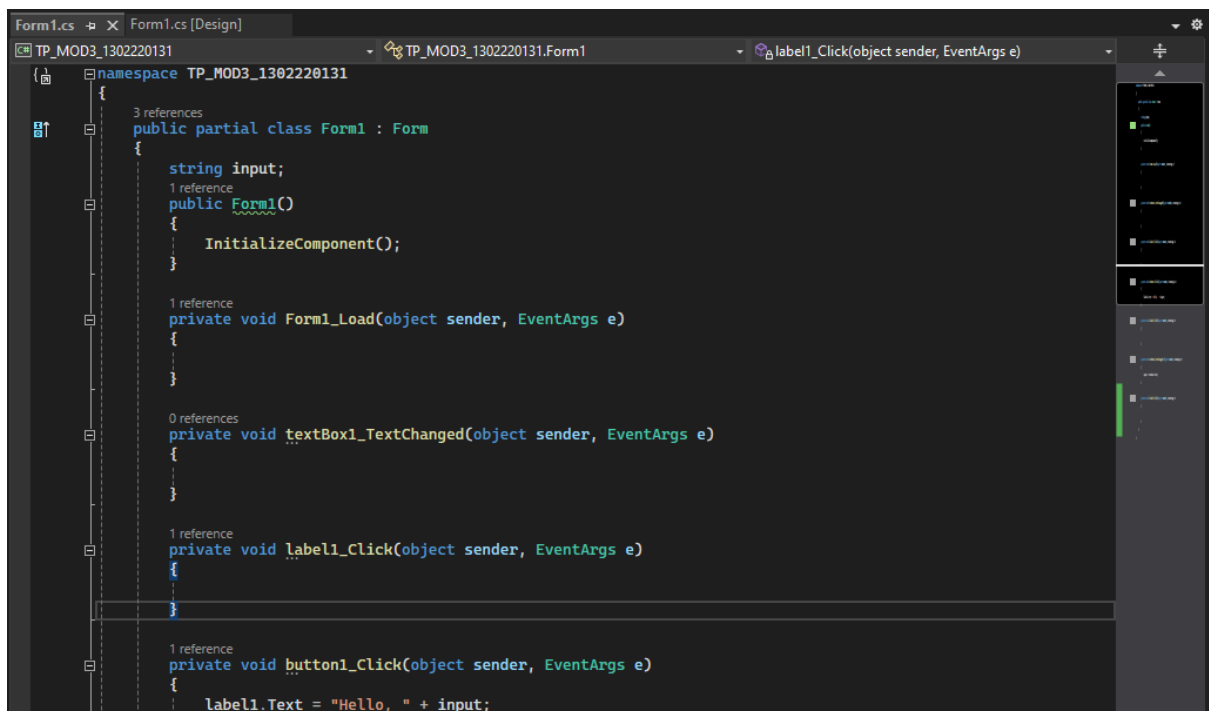 Form1.cs Form1.cs [Design]
C# TP_MOD3_1302220131 TP_MOD3_1302220131.Form1 label1_Click(object sender, EventArgs e)
namespace TP_MOD3_1302220131
{
3 references
public partial class Form1 : Form
{
string input;
1 reference
public Form1()
{
InitializeComponent();
}
1 reference
private void Form1_Load(object sender, EventArgs e)
{
}
0 references
private void textBox1_TextChanged(object sender, EventArgs e)
{
}
1 reference
private void label1_Click(object sender, EventArgs e)
{
}
1 reference
private void button1_Click(object sender, EventArgs e)
{
label1.Text = "Hello, " + input;